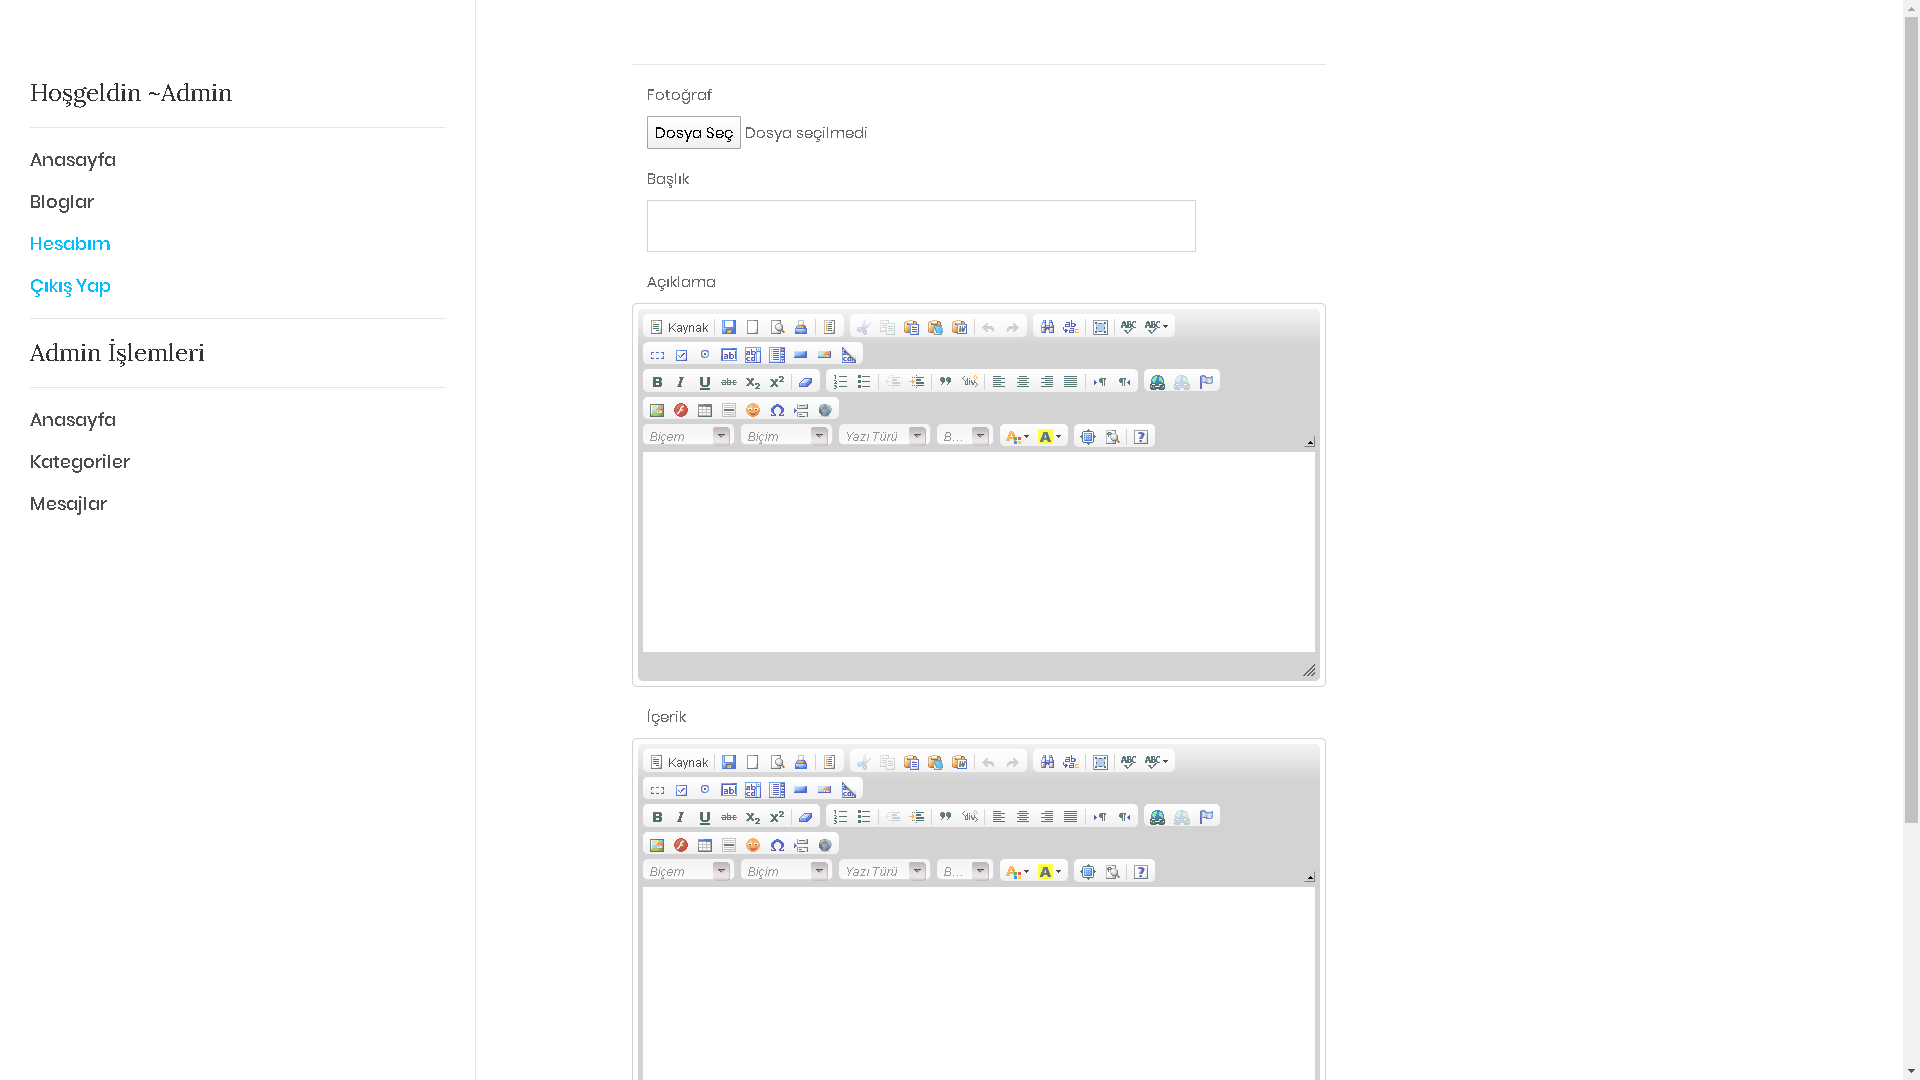 Hoşgeldin ~Admin
Anasayfa
Bloglar
Hesabım
Çıkış Yap
Admin İşlemleri
Anasayfa
Kategoriler
Mesajlar
Fotoğraf
Dosya Seç Dosya seçilmedi
Başlık
Açıklama
Kaynak
Biçem Biçim Yazı Türü B...
İçerik
Kaynak
Biçem Biçim Yazı Türü B...